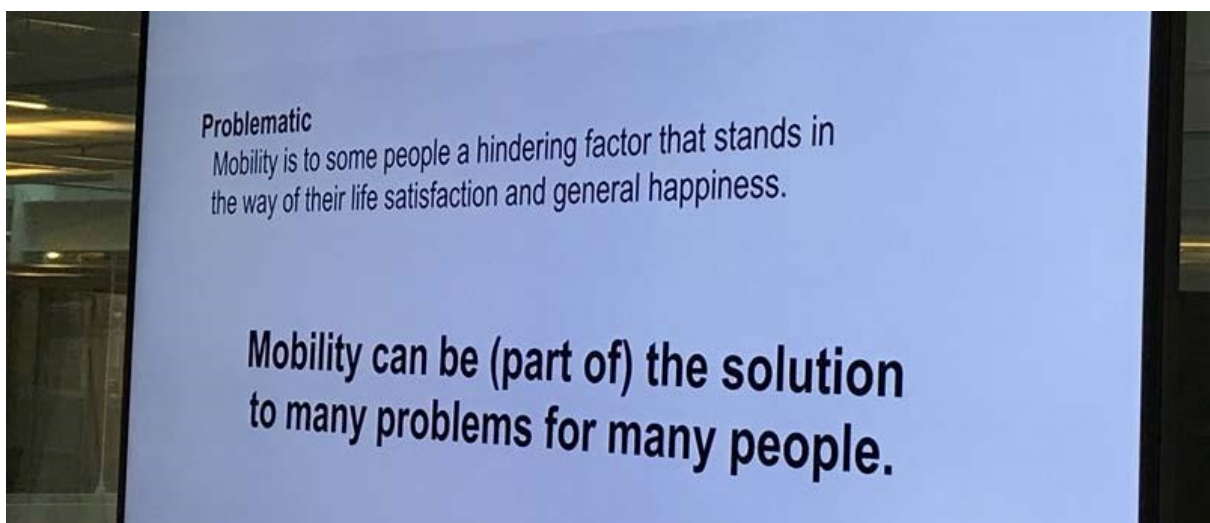 Problematic
Mobility is to some people a hindering factor that stands in
the way of their life satisfaction and general happiness.
Mobility can be (part of) the solution
to many problems for many people.